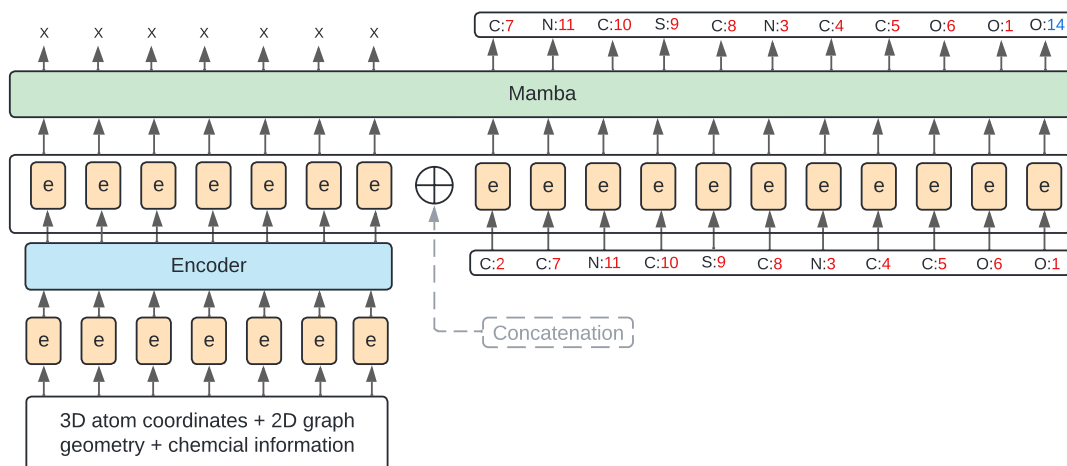 x x x x x x x
C:7 N:11 C:10 S:9 C:8 N:3 C:4 C:5 O:6 O:1 O:14
Mamba
e e e e e e e e e e e e e e e e e e
C:2 C:7 N:11 C:10 S:9 C:8 N:3 C:4 C:5 O:6 O:1
Encoder
Concatenation
e e e e e e e
3D atom coordinates + 2D graph
geometry + chemcial information